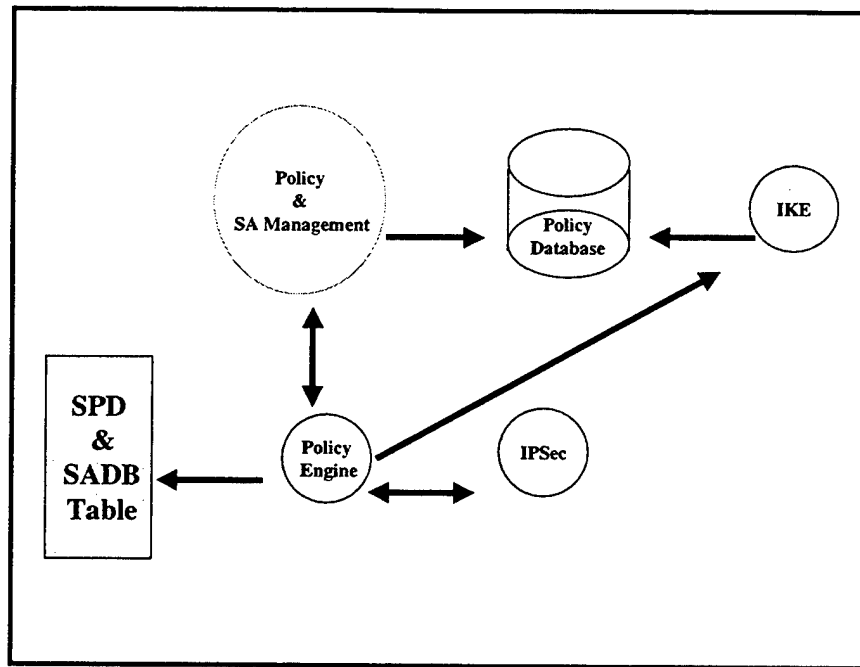 Policy
&
SA Management
Policy
Database
IKE
SPD
&
SADB
Table
Policy
Engine
IPSec